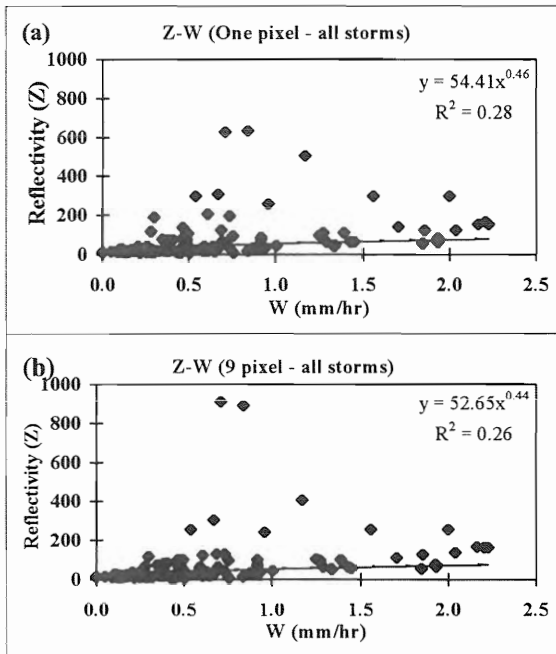 (a)
Z-W (One pixel - all storms)
1000
800
600
400
200
0
Reflectivity (Z)
y = 54.41x^0.46
R² = 0.28
0.0 0.5 1.0 1.5 2.0 2.5
W (mm/hr)
(b)
Z-W (9 pixel - all storms)
1000
800
600
400
200
0
Reflectivity (Z)
y = 52.65x^0.44
R² = 0.26
0.0 0.5 1.0 1.5 2.0 2.5
W (mm/hr)